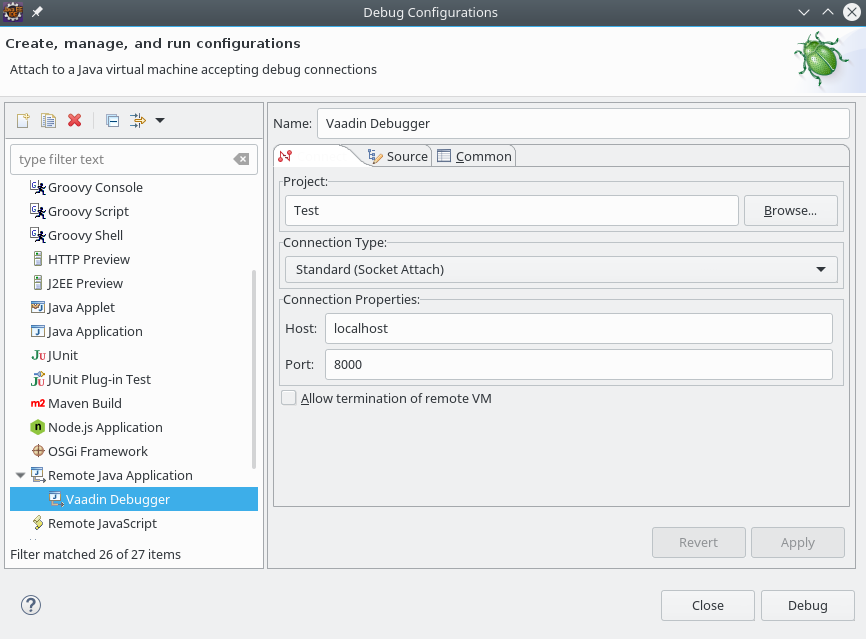 Debug Configurations
Create, manage, and run configurations
Attach to a Java virtual machine accepting debug connections
type filter text
Groovy Console
Groovy Script
Groovy Shell
HTTP Preview
J2EE Preview
Java Applet
Java Application
JUnit
JUnit Plug-in Test
Maven Build
Node.js Application
OSGi Framework
Remote Java Application
Vaadin Debugger
Remote JavaScript
Filter matched 26 of 27 items
Name: Vaadin Debugger
Source Common
Project:
Test Browse...
Connection Type:
Standard (Socket Attach)
Connection Properties:
Host: localhost
Port: 8000
Allow termination of remote VM
Revert Apply
Close Debug